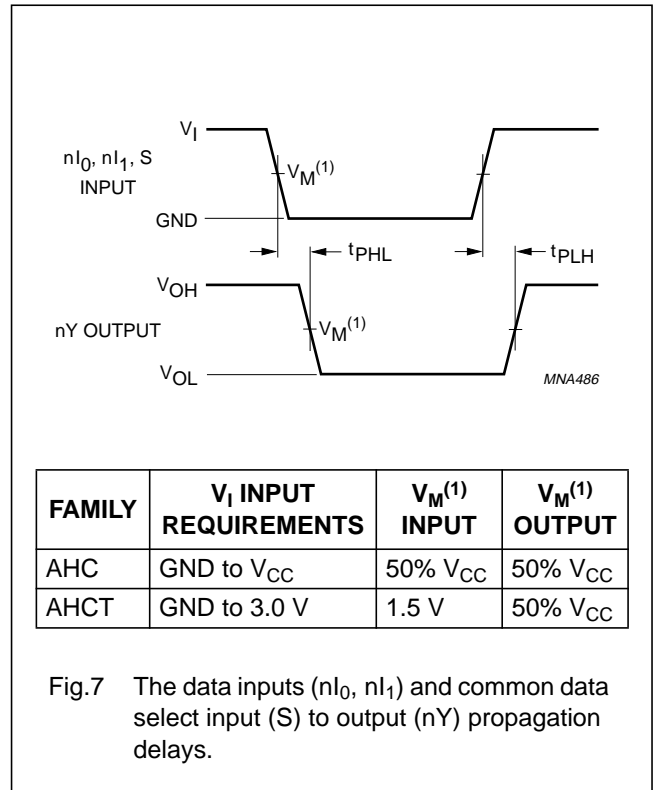 V_I
nI_0, nI_1, S
INPUT
V_M^(1)
GND
t_PHL
t_PLH
V_OH
nY OUTPUT
V_M^(1)
V_OL
MNA486
FAMILY V_I INPUT REQUIREMENTS V_M^(1) INPUT V_M^(1) OUTPUT
AHC GND to V_CC 50% V_CC 50% V_CC
AHCT GND to 3.0 V 1.5 V 50% V_CC
Fig.7 The data inputs (nI_0, nI_1) and common data
select input (S) to output (nY) propagation
delays.